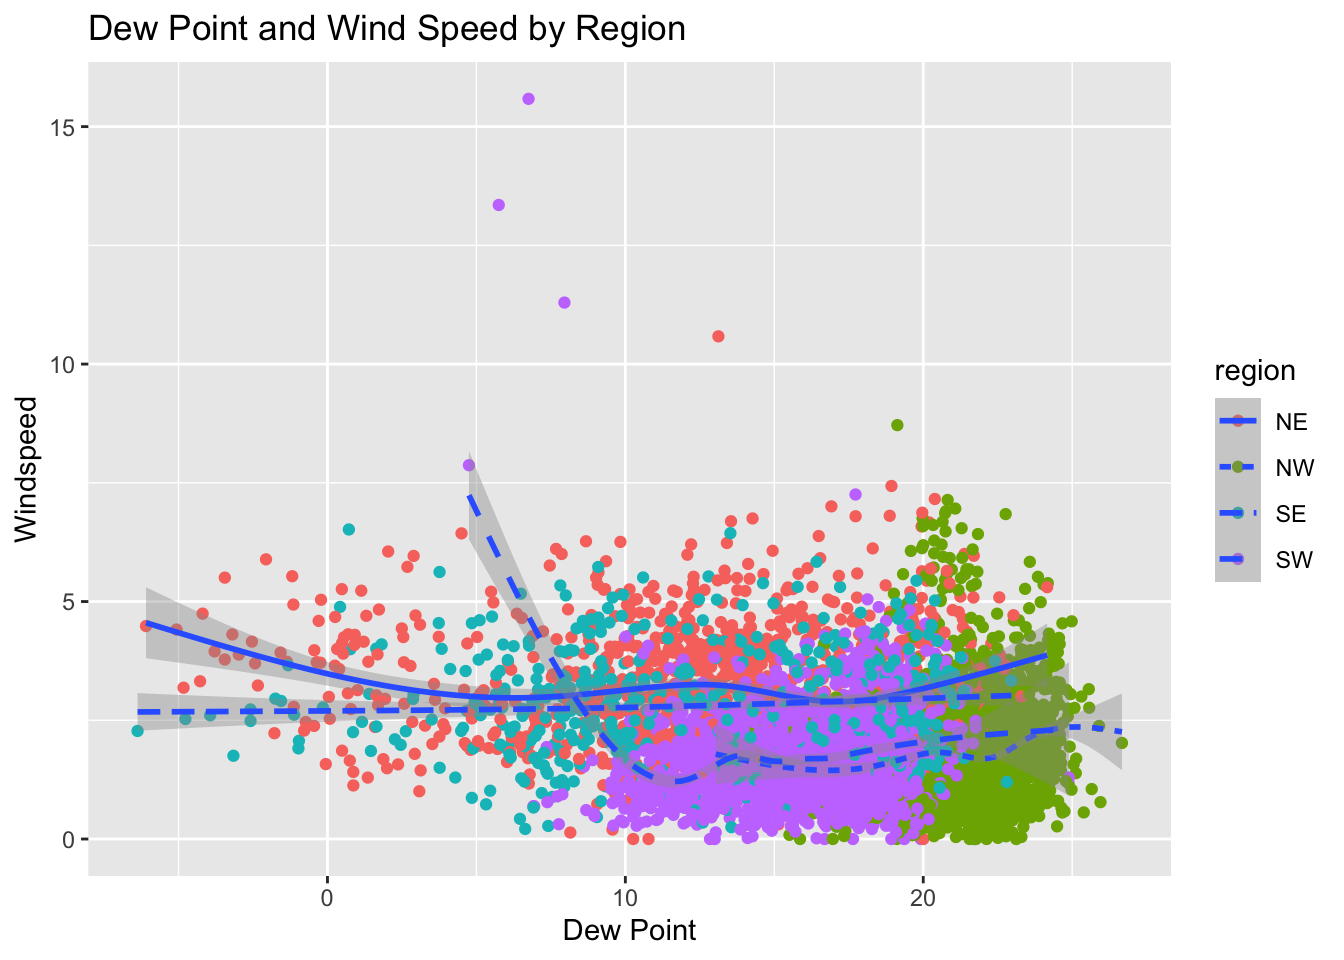 Dew Point and Wind Speed by Region
Windspeed
15
10
5
0
0 10 20
Dew Point
region
NE
NW
SE
SW